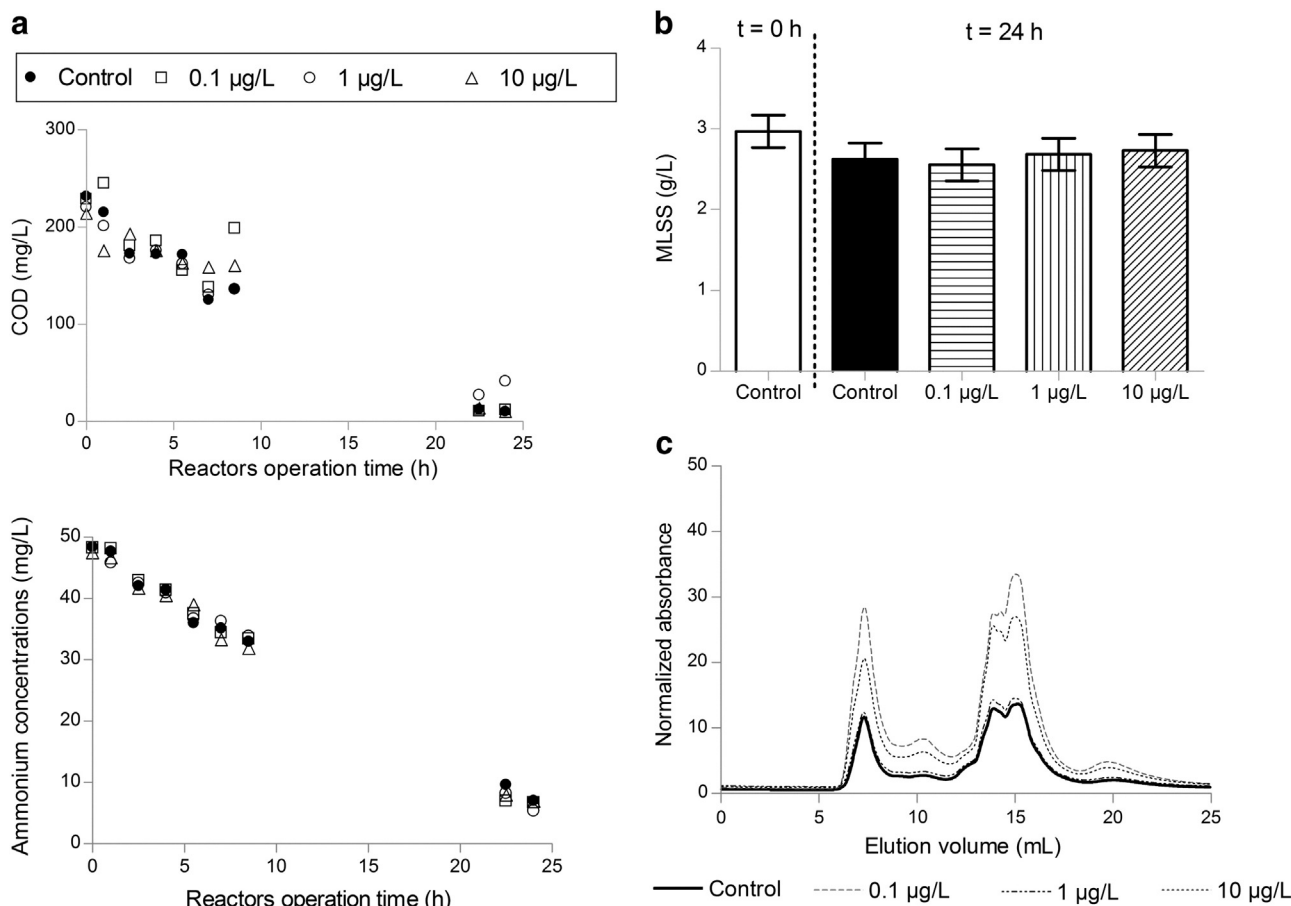 a
Control 0.1 µg/L 1 µg/L 10 µg/L
300
200
100
0
COD (mg/L)
0 5 10 15 20 25
Reactors operation time (h)
50
40
30
20
10
0
Ammonium concentrations (mg/L)
0 5 10 15 20 25
Reactors operation time (h)
b
t = 0 h t = 24 h
4
3
2
1
0
MLSS (g/L)
Control Control 0.1 µg/L 1 µg/L 10 µg/L
c
50
40
30
20
10
0
Normalized absorbance
0 5 10 15 20 25
Elution volume (mL)
Control 0.1 µg/L 1 µg/L 10 µg/L